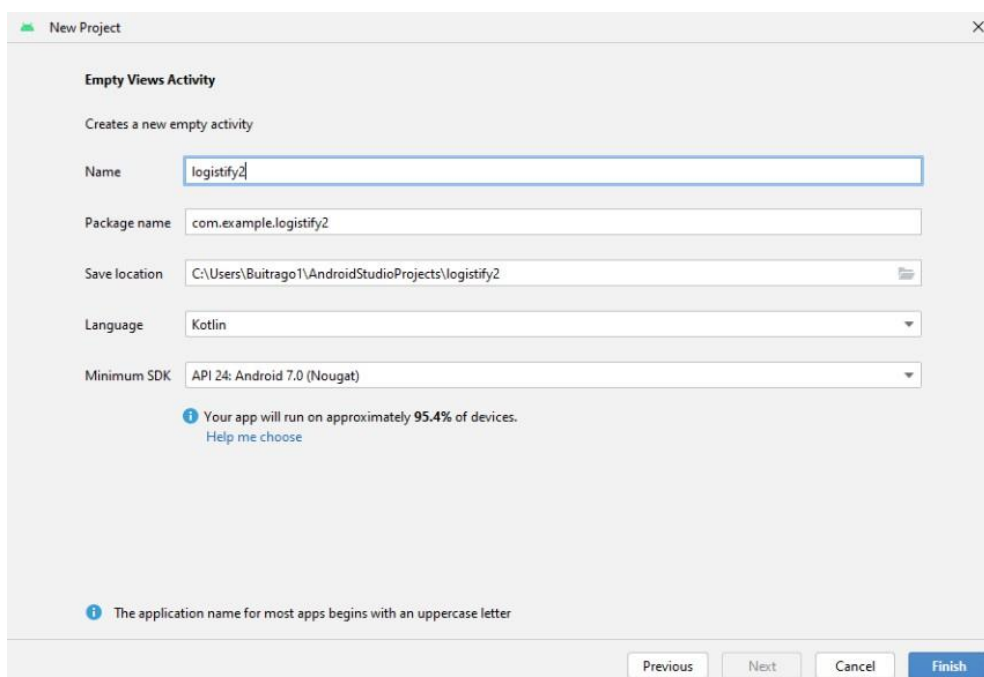 New Project
Empty Views Activity
Creates a new empty activity
Name logistify2
Package name com.example.logistify2
Save location C:\Users\Buitrago1\AndroidStudioProjects\logistify2
Language Kotlin
Minimum SDK API 24: Android 7.0 (Nougat)
Your app will run on approximately 95.4% of devices.
Help me choose
The application name for most apps begins with an uppercase letter
Previous Next Cancel Finish